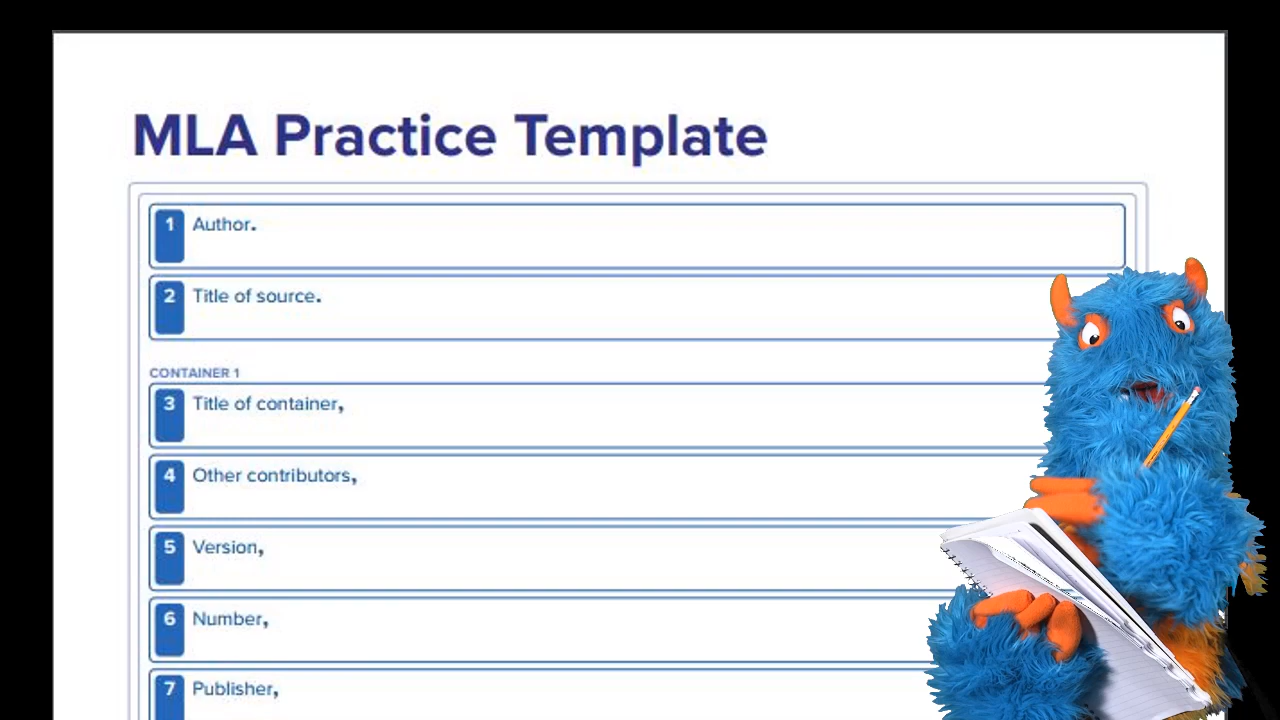 MLA Practice Template
1 Author.
2 Title of source.
CONTAINER 1
3 Title of container,
4 Other contributors,
5 Version,
6 Number,
7 Publisher,